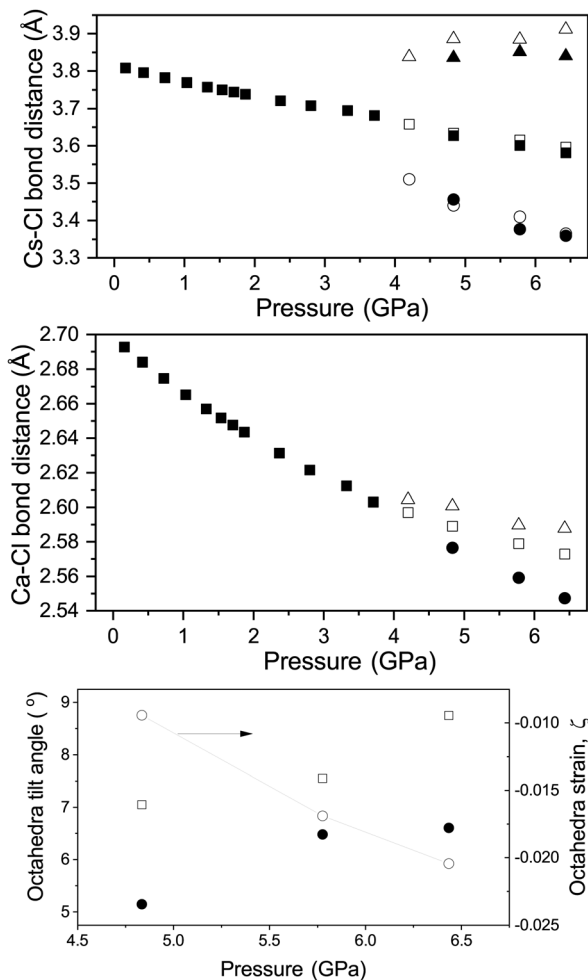 Cs-Cl bond distance (Å)
3.9
3.8
3.7
3.6
3.5
3.4
3.3
0 1 2 3 4 5 6
Pressure (GPa)
Ca-Cl bond distance (Å)
2.70
2.68
2.66
2.64
2.62
2.60
2.58
2.56
2.54
0 1 2 3 4 5 6
Pressure (GPa)
Octahedra tilt angle ( º)
9
8
7
6
5
-0.010
-0.015
-0.020
-0.025
Octahedra strain, ζ
4.5 5.0 5.5 6.0 6.5
Pressure (GPa)